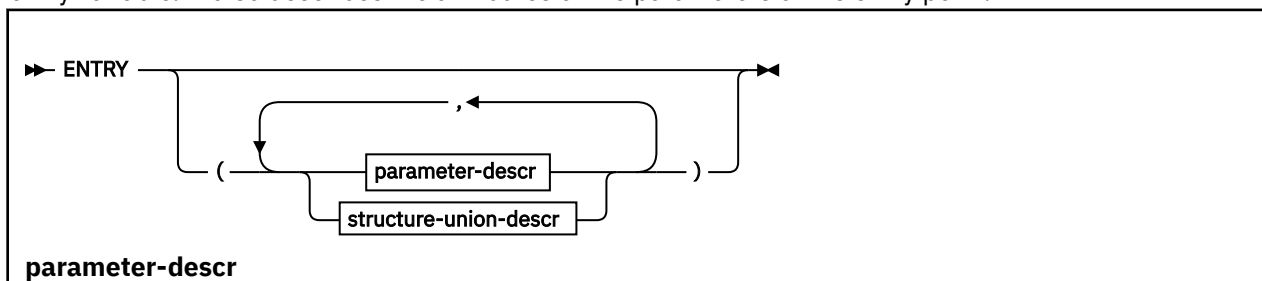 ENTRY
,
( parameter-descr )
structure-union-descr
parameter-descr